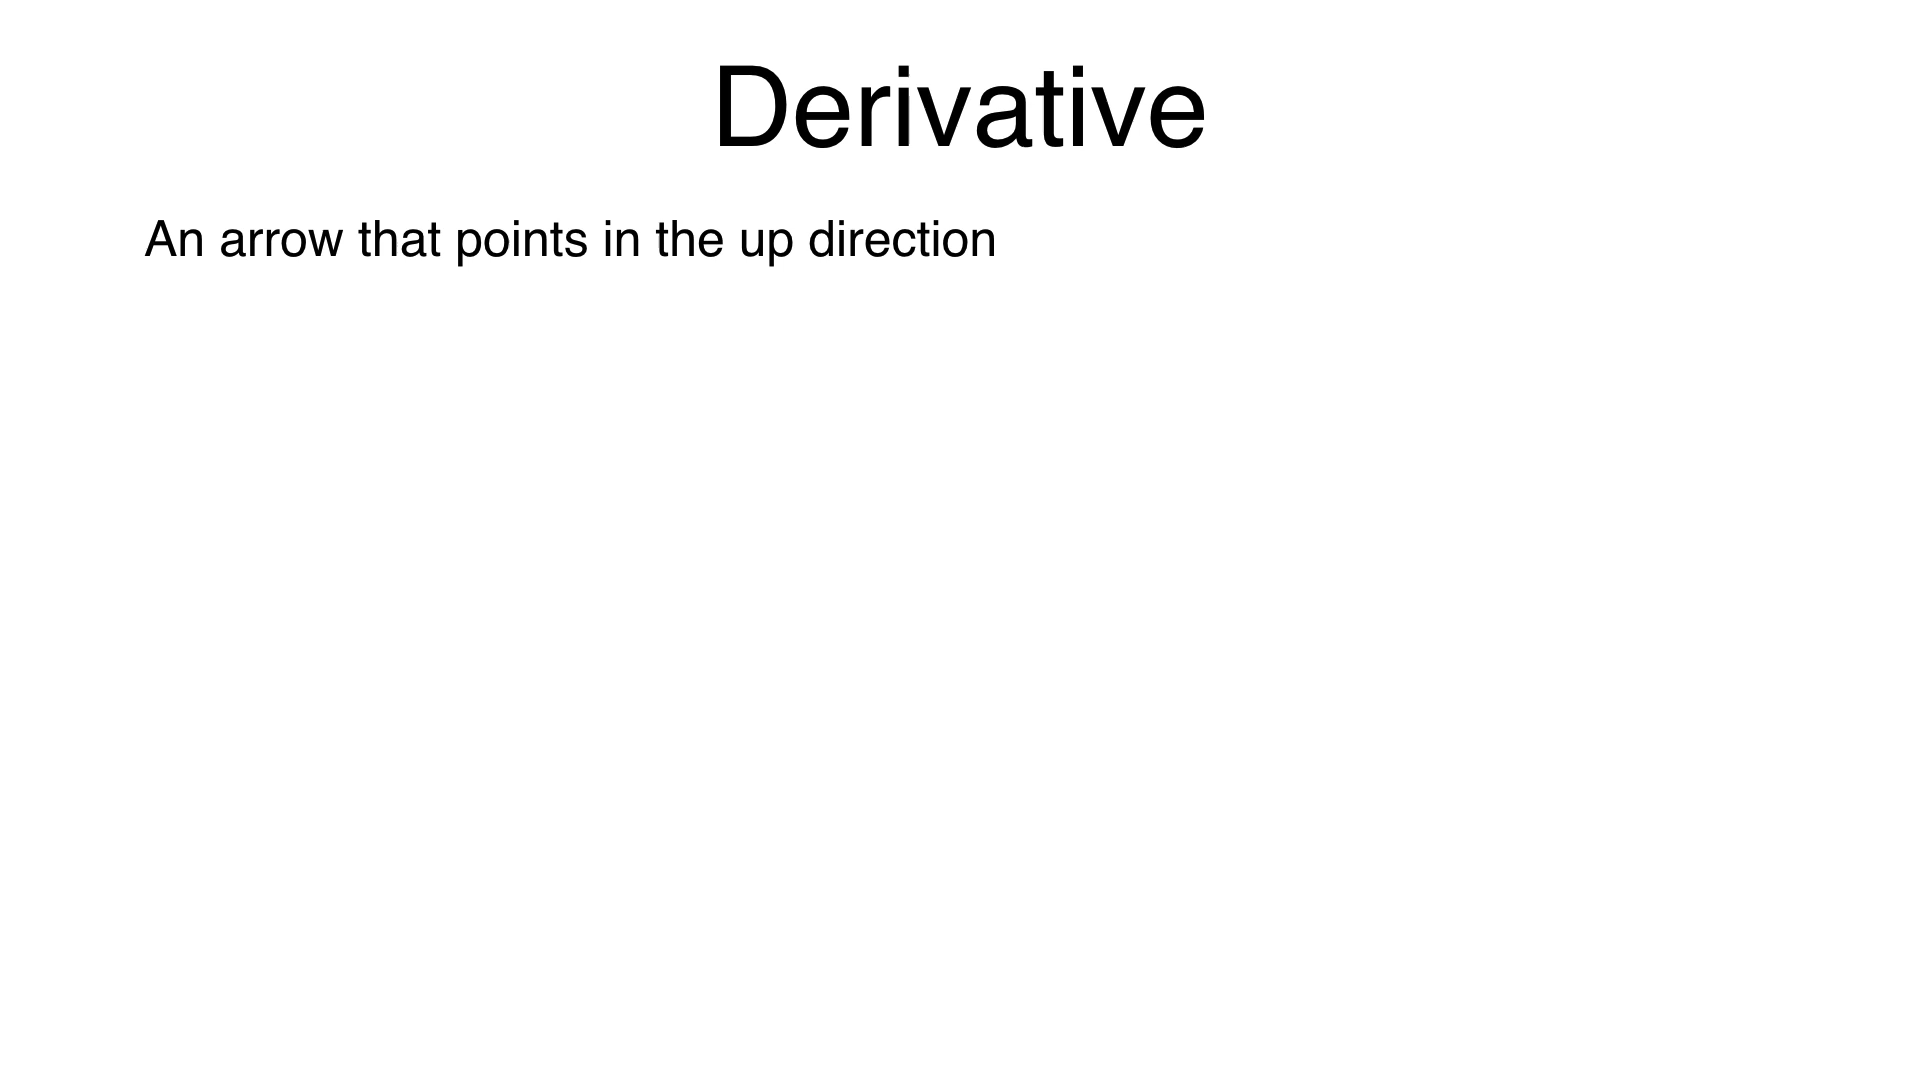 Derivative
An arrow that points in the up direction